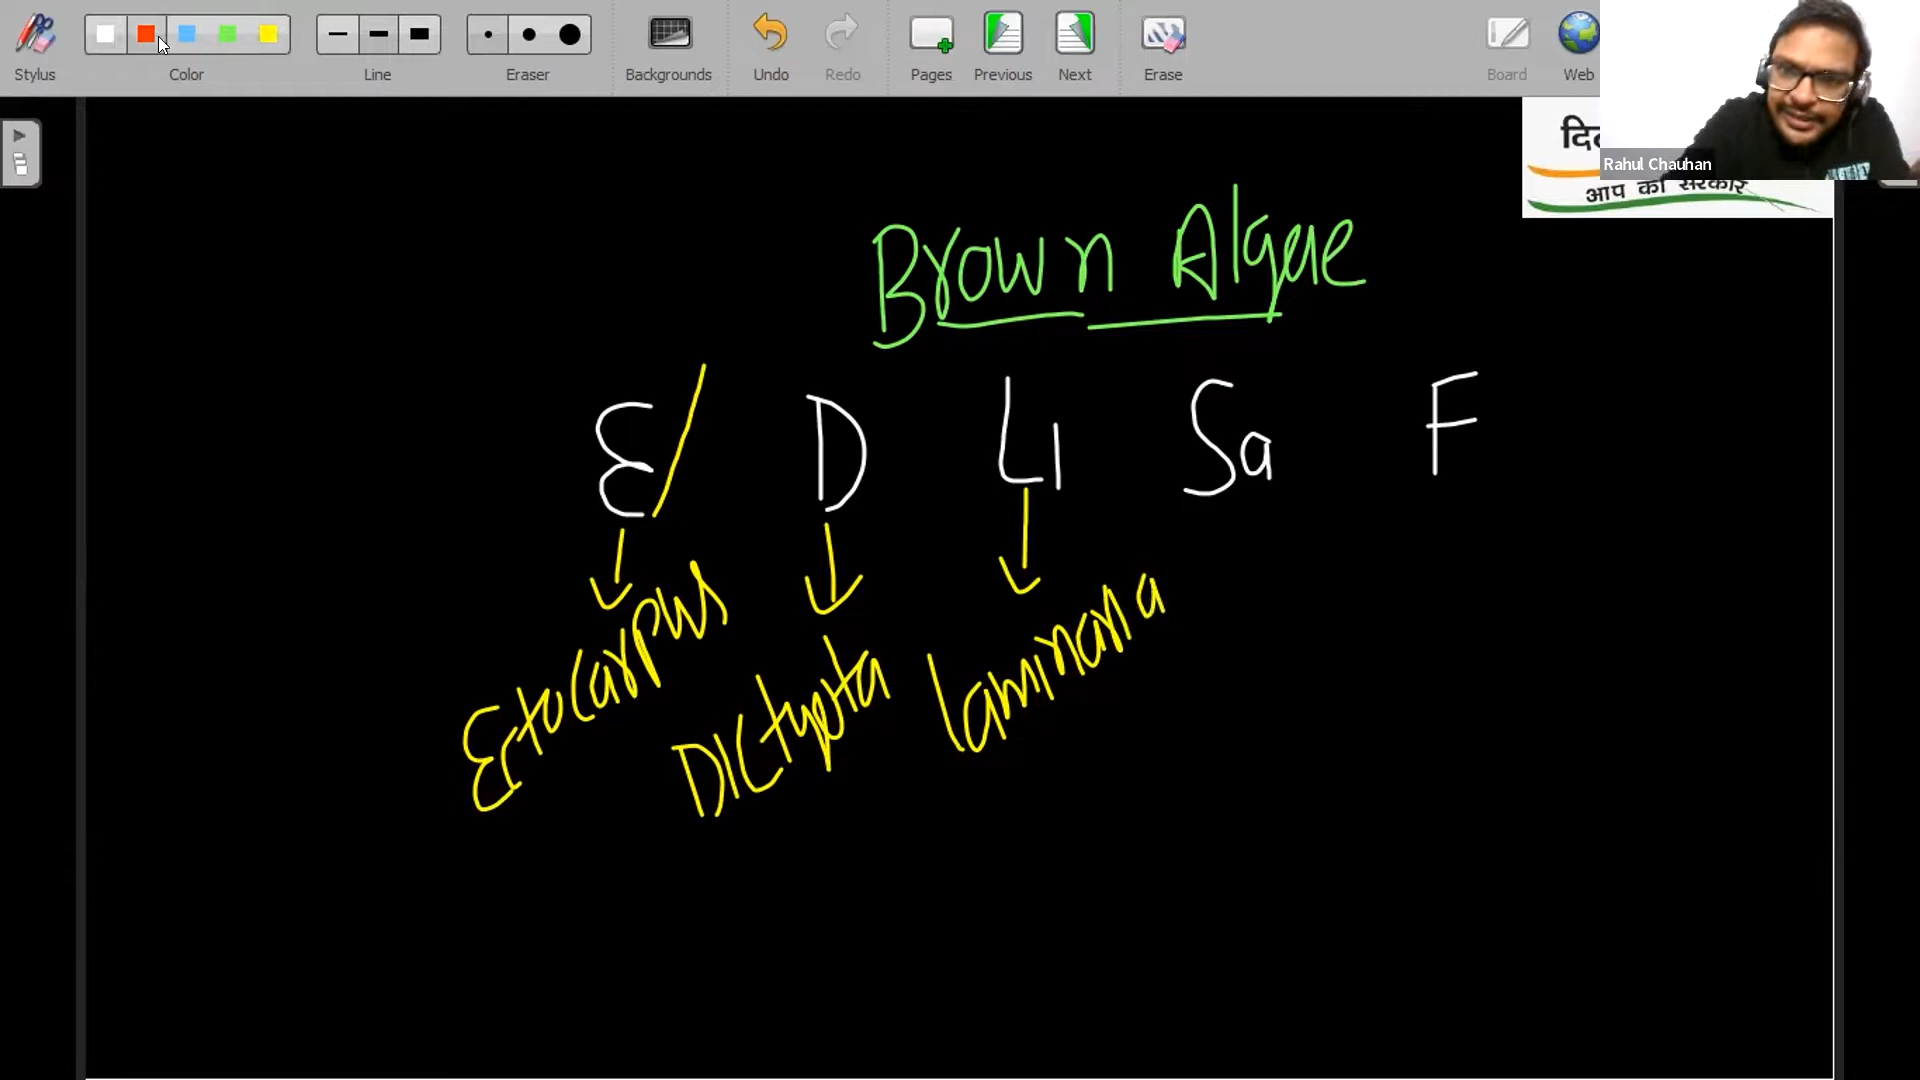 Stylus
Color
Line
Eraser
Backgrounds
Undo
Redo
Pages
Previous
Next
Erase
Board
Web
Rahul Chauhan
आप की सरकार
Brown Algae
E D Li Sa F
Ectocarpus Dictyota Laminaria